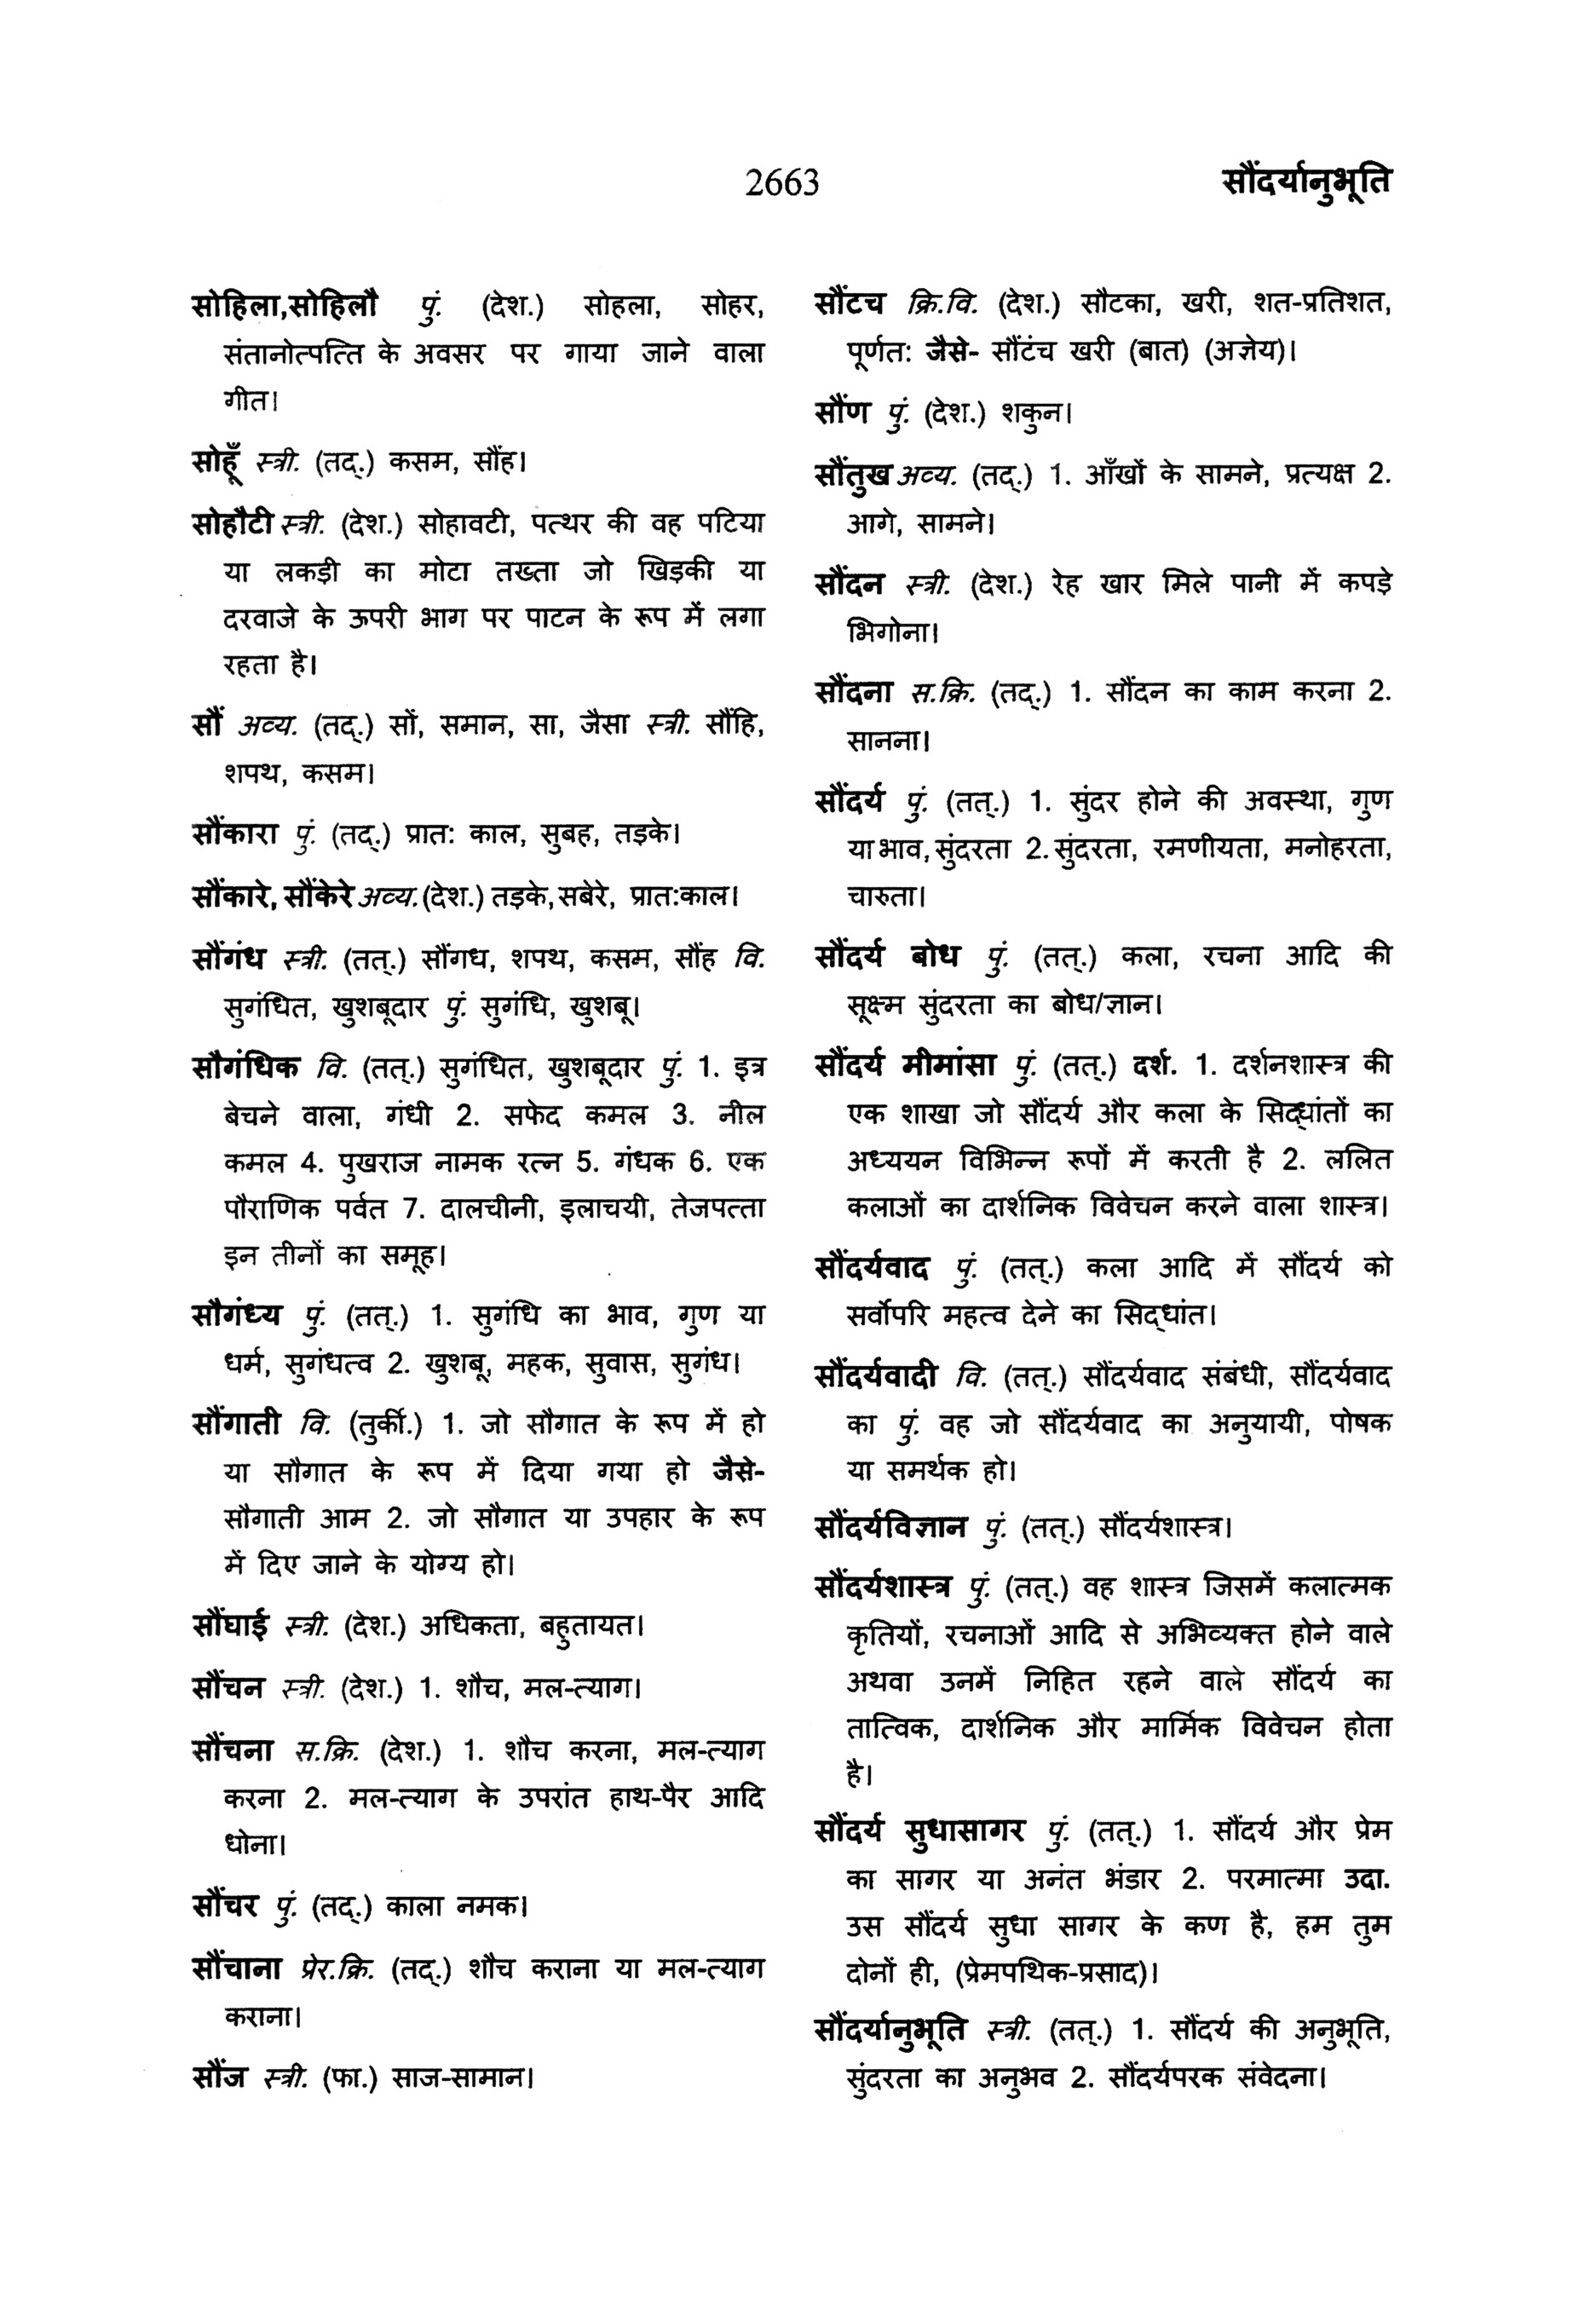 2663
सौंदर्यानुभूति
सोहिला,सोहिलौ पुं. (देश.) सोहला, सोहर,
संतानोत्पत्ति के अवसर पर गाया जाने वाला
गीत।
सोहूँ स्त्री. (तद्.) कसम, सौंह।
सोहौटी स्त्री. (देश.) सोहावटी, पत्थर की वह पटिया
या लकड़ी का मोटा तख्ता जो खिड़की या
दरवाजे के ऊपरी भाग पर पाटन के रूप में लगा
रहता है।
सौं अव्य. (तद्.) सों, समान, सा, जैसा स्त्री. सौंहि,
शपथ, कसम।
सौंकारा पुं. (तद्.) प्रात: काल, सुबह, तड़के।
सौंकारे, सौंकेरे अव्य. (देश.) तड़के, सबेरे, प्रात:काल।
सौंगंध स्त्री. (तत्.) सौंगध, शपथ, कसम, सौंह वि.
सुगंधित, खुशबूदार पुं. सुगंधि, खुशबू।
सौगंधिक वि. (तत्.) सुगंधित, खुशबूदार पुं. 1. इत्र
बेचने वाला, गंधी 2. सफेद कमल 3. नील
कमल 4. पुखराज नामक रत्न 5. गंधक 6. एक
पौराणिक पर्वत 7. दालचीनी, इलाचयी, तेजपत्ता
इन तीनों का समूह।
सौगंध्य पुं. (तत्.) 1. सुगंधि का भाव, गुण या
धर्म, सुगंधत्व 2. खुशबू, महक, सुवास, सुगंध।
सौंगाती वि. (तुर्की.) 1. जो सौगात के रूप में हो
या सौगात के रूप में दिया गया हो जैसे-
सौगाती आम 2. जो सौगात या उपहार के रूप
में दिए जाने के योग्य हो।
सौंघाई स्त्री. (देश.) अधिकता, बहुतायत।
सौंचन स्त्री. (देश.) 1. शौच, मल-त्याग।
सौंचना स.क्रि. (देश.) 1. शौच करना, मल-त्याग
करना 2. मल-त्याग के उपरांत हाथ-पैर आदि
धोना।
सौंचर पुं. (तद्.) काला नमक।
सौंचाना प्रेर.क्रि. (तद्.) शौच कराना या मल-त्याग
कराना।
सौंज स्त्री. (फा.) साज-सामान।
सौंटच क्रि.वि. (देश.) सौटका, खरी, शत-प्रतिशत,
पूर्णत: जैसे- सौंटंच खरी (बात) (अज्ञेय)।
सौंण पुं. (देश.) शकुन।
सौंतुख अव्य. (तद्.) 1. आँखों के सामने, प्रत्यक्ष 2.
आगे, सामने।
सौंदन स्त्री. (देश.) रेह खार मिले पानी में कपड़े
भिगोना।
सौंदना स.क्रि. (तद्.) 1. सौंदन का काम करना 2.
सानना।
सौंदर्य पुं. (तत्.) 1. सुंदर होने की अवस्था, गुण
या भाव, सुंदरता 2. सुंदरता, रमणीयता, मनोहरता,
चारुता।
सौंदर्य बोध पुं. (तत्.) कला, रचना आदि की
सूक्ष्म सुंदरता का बोध/ज्ञान।
सौंदर्य मीमांसा पुं. (तत्.) दर्श. 1. दर्शनशास्त्र की
एक शाखा जो सौंदर्य और कला के सिद्धांतों का
अध्ययन विभिन्न रूपों में करती है 2. ललित
कलाओं का दार्शनिक विवेचन करने वाला शास्त्र।
सौंदर्यवाद पुं. (तत्.) कला आदि में सौंदर्य को
सर्वोपरि महत्व देने का सिद्धांत।
सौंदर्यवादी वि. (तत्.) सौंदर्यवाद संबंधी, सौंदर्यवाद
का पुं. वह जो सौंदर्यवाद का अनुयायी, पोषक
या समर्थक हो।
सौंदर्यविज्ञान पुं. (तत्.) सौंदर्यशास्त्र।
सौंदर्यशास्त्र पुं. (तत्.) वह शास्त्र जिसमें कलात्मक
कृतियों, रचनाओं आदि से अभिव्यक्त होने वाले
अथवा उनमें निहित रहने वाले सौंदर्य का
तात्विक, दार्शनिक और मार्मिक विवेचन होता
है।
सौंदर्य सुधासागर पुं. (तत्.) 1. सौंदर्य और प्रेम
का सागर या अनंत भंडार 2. परमात्मा उदा.
उस सौंदर्य सुधा सागर के कण है, हम तुम
दोनों ही, (प्रेमपथिक-प्रसाद)।
सौंदर्यानुभूति स्त्री. (तत्.) 1. सौंदर्य की अनुभूति,
सुंदरता का अनुभव 2. सौंदर्यपरक संवेदना।